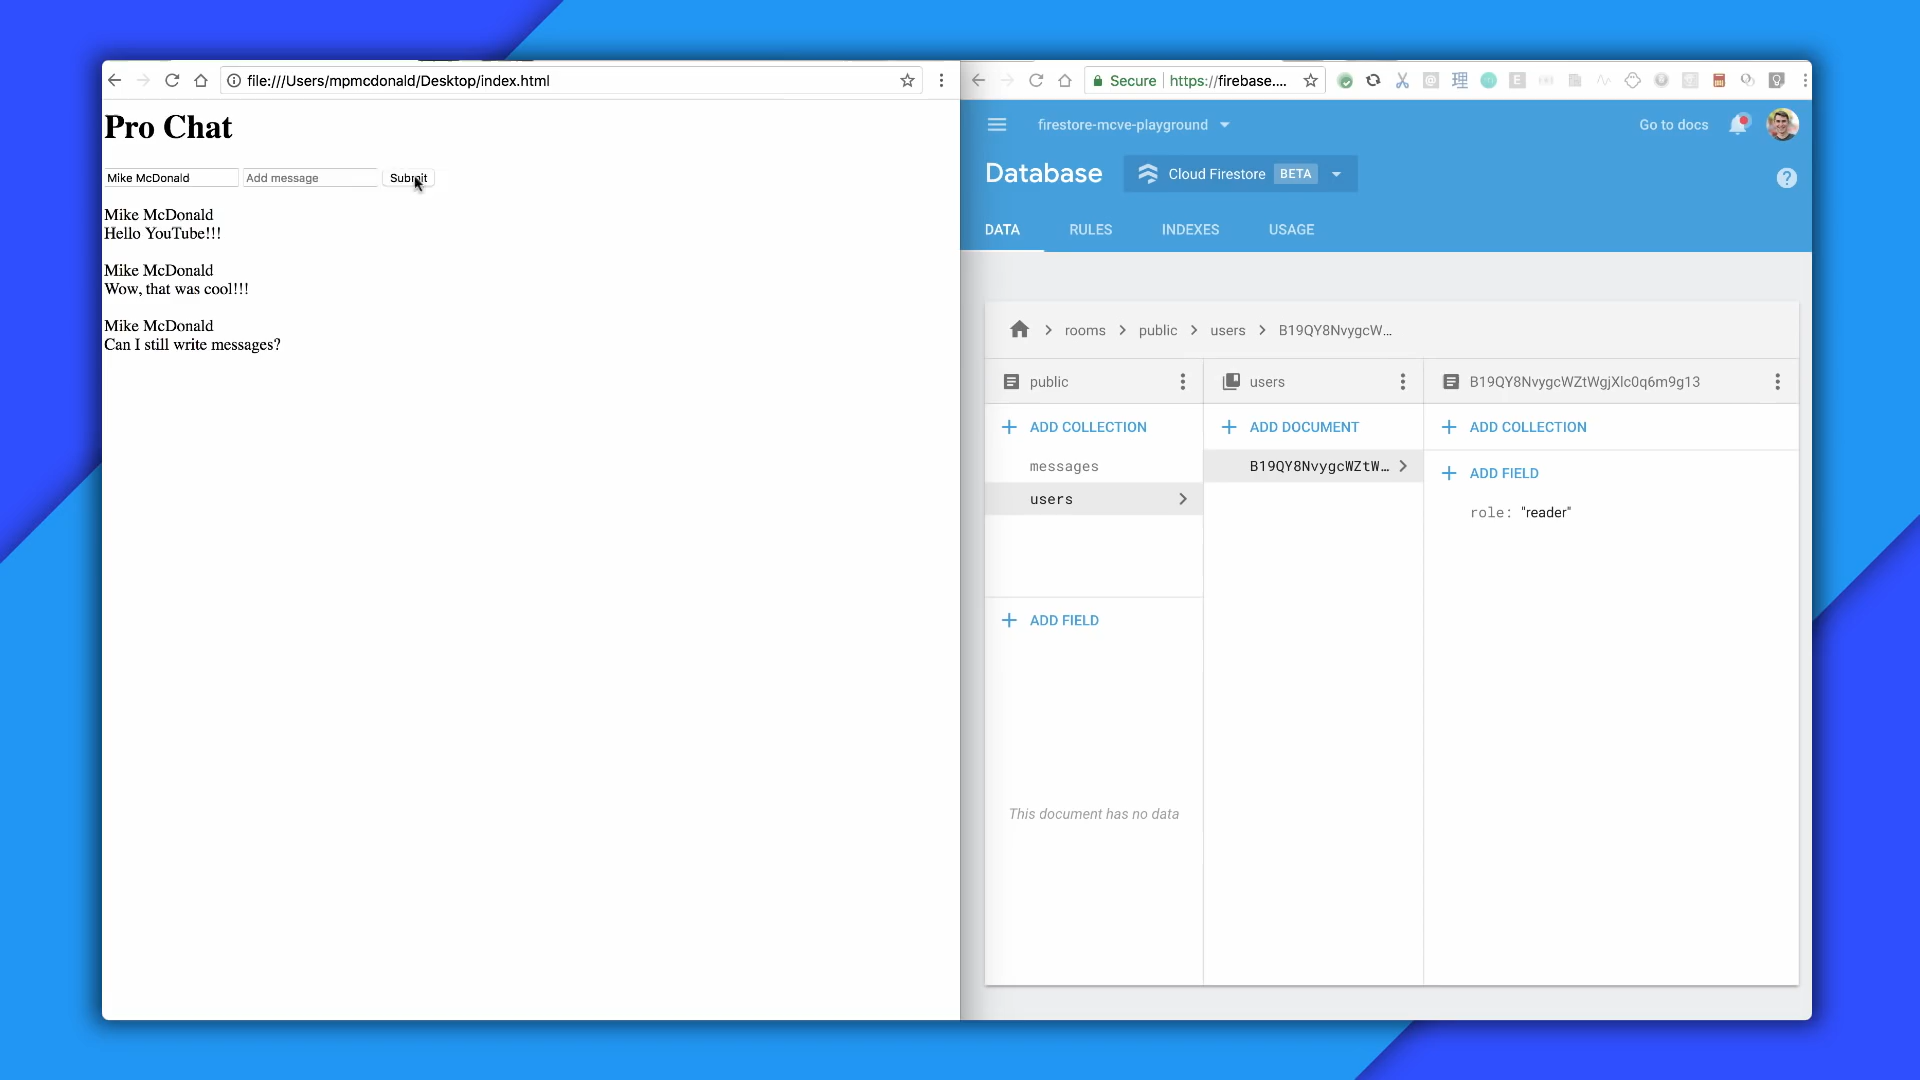 file:///Users/mpmcdonald/Desktop/index.html
Pro Chat
Mike McDonald Add message Submit
Mike McDonald
Hello YouTube!!!
Mike McDonald
Wow, that was cool!!!
Mike McDonald
Can I still write messages?
Secure https://firebase....
firestore-mcve-playground Go to docs
Database Cloud Firestore BETA
DATA RULES INDEXES USAGE
rooms public users B19QY8NvygcW...
public users B19QY8NvygcWZtWgjXlc0q6m9g13
ADD COLLECTION ADD DOCUMENT ADD COLLECTION
messages B19QY8NvygcWZtW... ADD FIELD
users role: "reader"
ADD FIELD
This document has no data